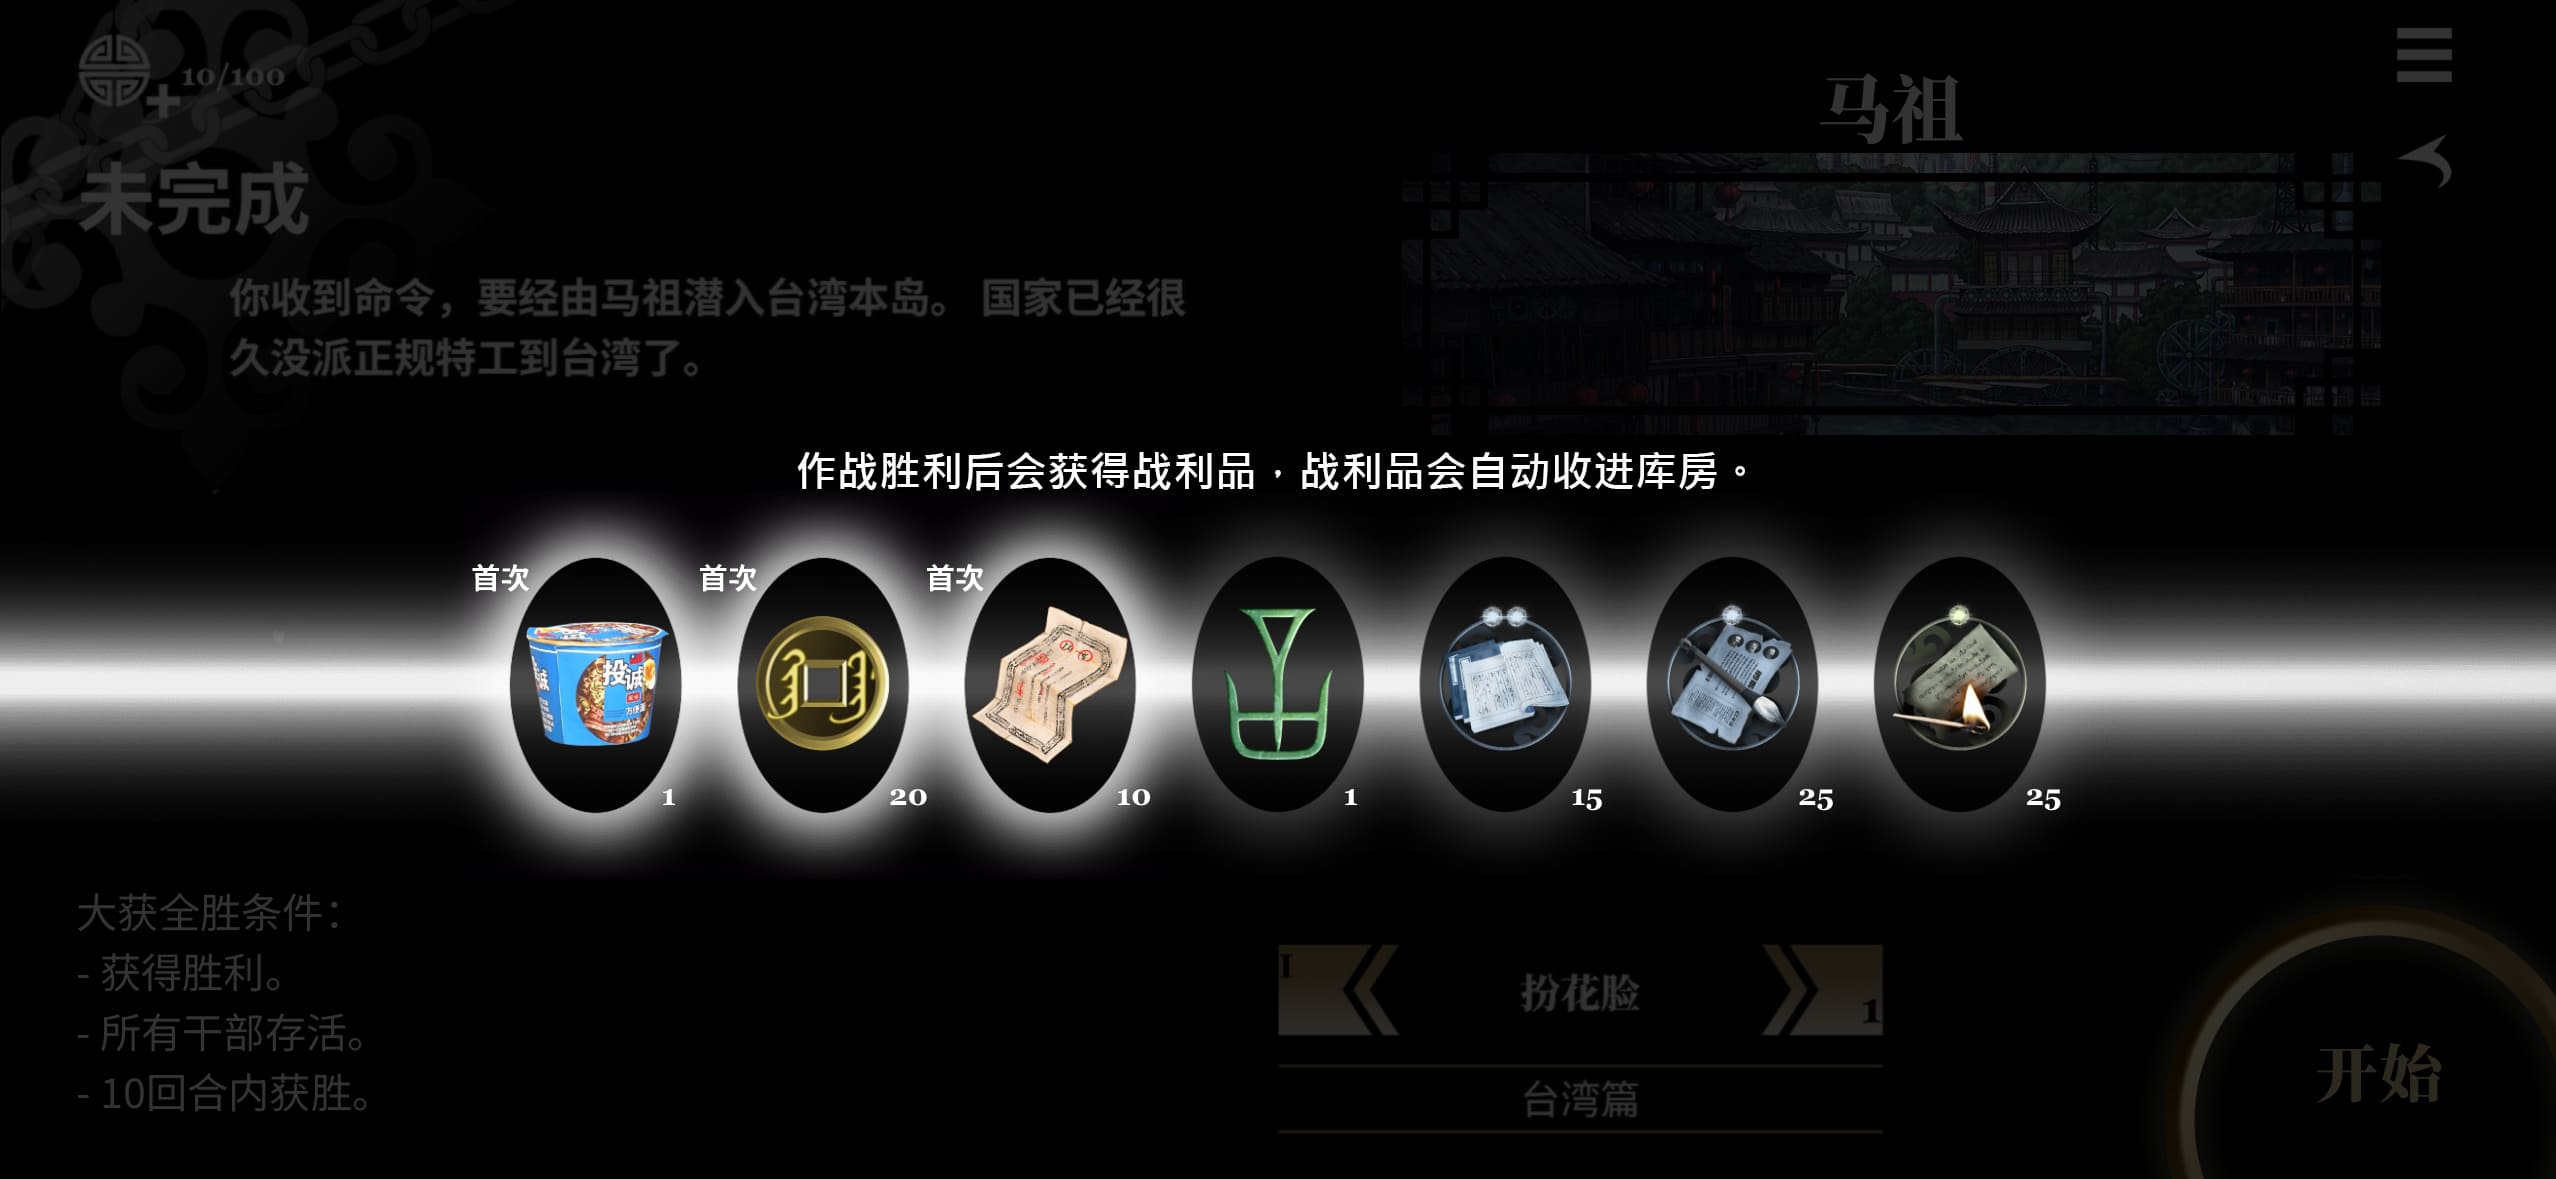 10/100
马祖
未完成
你收到命令，要经由马祖潜入台湾本岛。 国家已经很
久没派正规特工到台湾了。
作战胜利后会获得战利品，战利品会自动收进库房。
首次
首次
首次
投诚
方便面
1
20
10
1
15
25
25
大获全胜条件：
- 获得胜利。
- 所有干部存活。
- 10回合内获胜。
I
扮花脸
1
台湾篇
开始